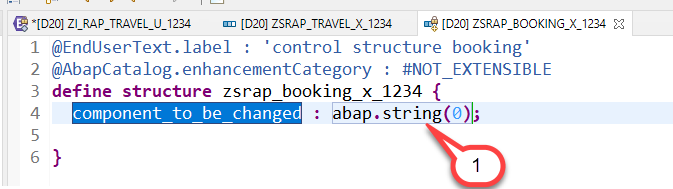 *[D20] ZI_RAP_TRAVEL_U_1234 [D20] ZSRAP_TRAVEL_X_1234 [D20] ZSRAP_BOOKING_X_1234
1 @EndUserText.label : 'control structure booking'
2 @AbapCatalog.enhancementCategory : #NOT_EXTENSIBLE
3 define structure zsrap_booking_x_1234 {
4 component_to_be_changed : abap.string(0);
5
6 }
1